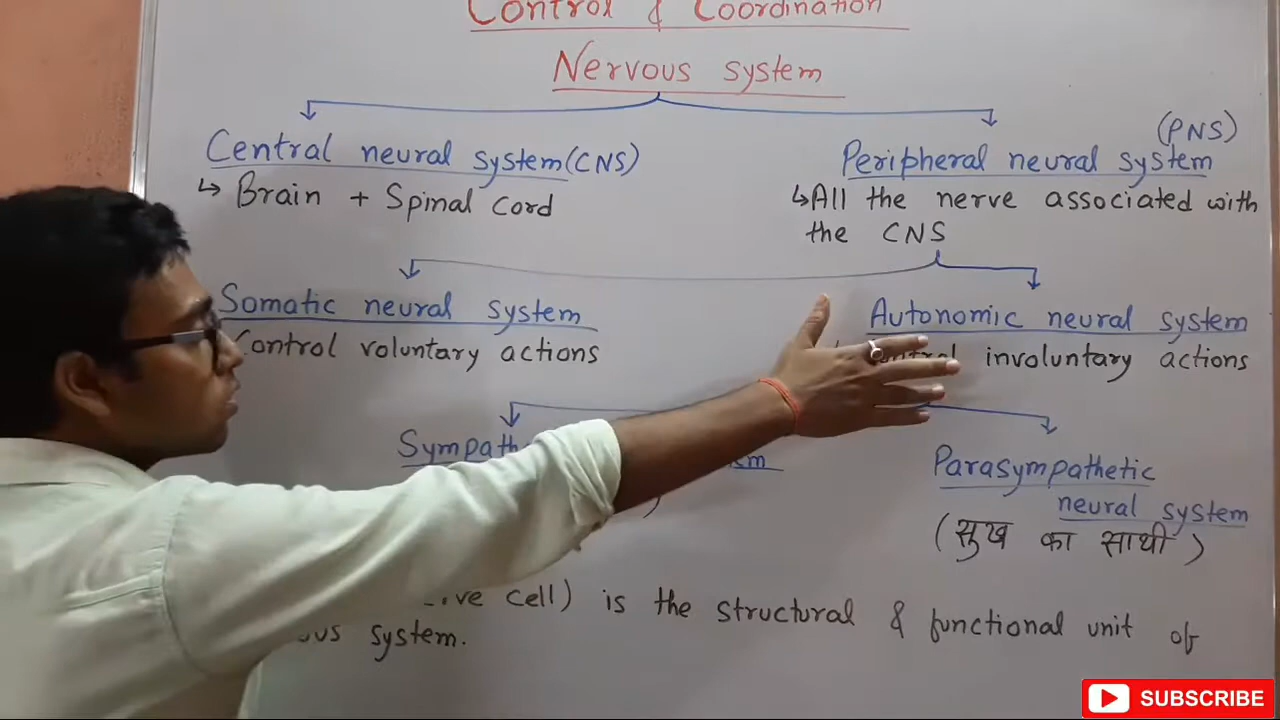 Control & Coordination
Nervous system
Central neural system (CNS)
↳ Brain + Spinal cord
(PNS)
Peripheral neural system
↳ All the nerve associated with
the CNS
Somatic neural system
Control voluntary actions
Autonomic neural system
involuntary actions
Parasympathetic
neural system
(सुख का साथी)
cell) is the structural & functional unit of
system.
SUBSCRIBE